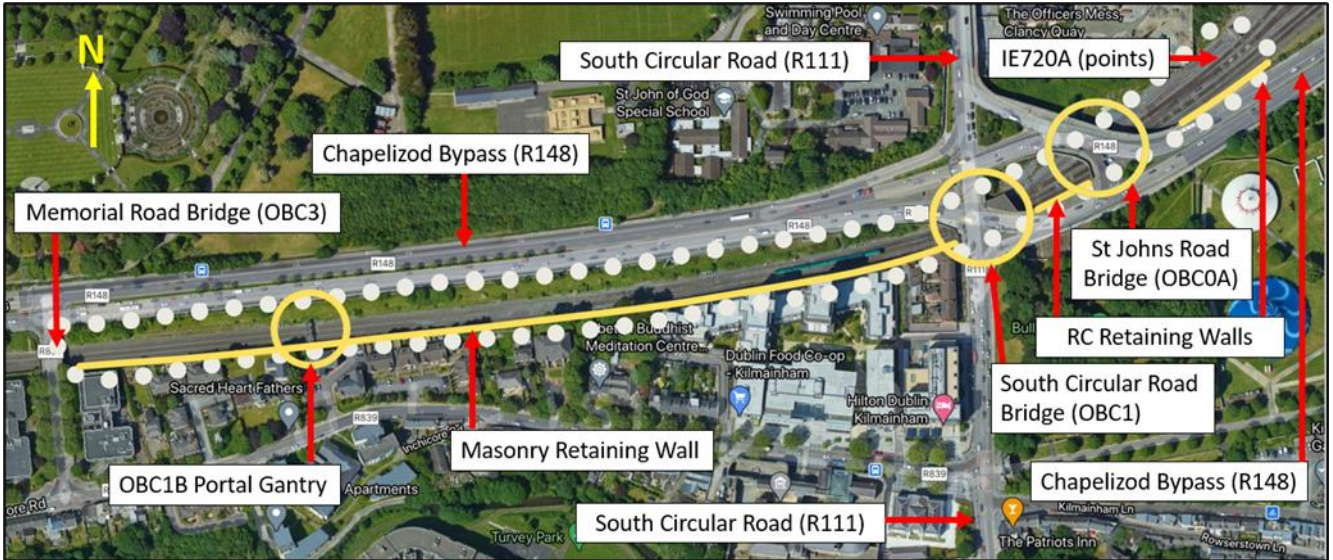 N
Swimming Pool
and Day Centre
The Officers Mess,
Clancy Quay
South Circular Road (R111)
IE720A (points)
St John of God
Special School
Chapelizod Bypass (R148)
R148
Memorial Road Bridge (OBC3)
R148
R148
R148
R148
R111
St Johns Road
Bridge (OBC0A)
RC Retaining Walls
Bull
Meditation Centre...
Buddhist
Dublin Food Co-op
- Kilmainham
Sacred Heart Fathers
R839
Inchicore Rd
Hilton Dublin
Kilmainham
South Circular Road
Bridge (OBC1)
Masonry Retaining Wall
OBC1B Portal Gantry
Apartments
R839
Chapelizod Bypass (R148)
Kilmainham Ln
South Circular Road (R111)
Turvey Park
The Patriots Inn
Rowserstown Ln